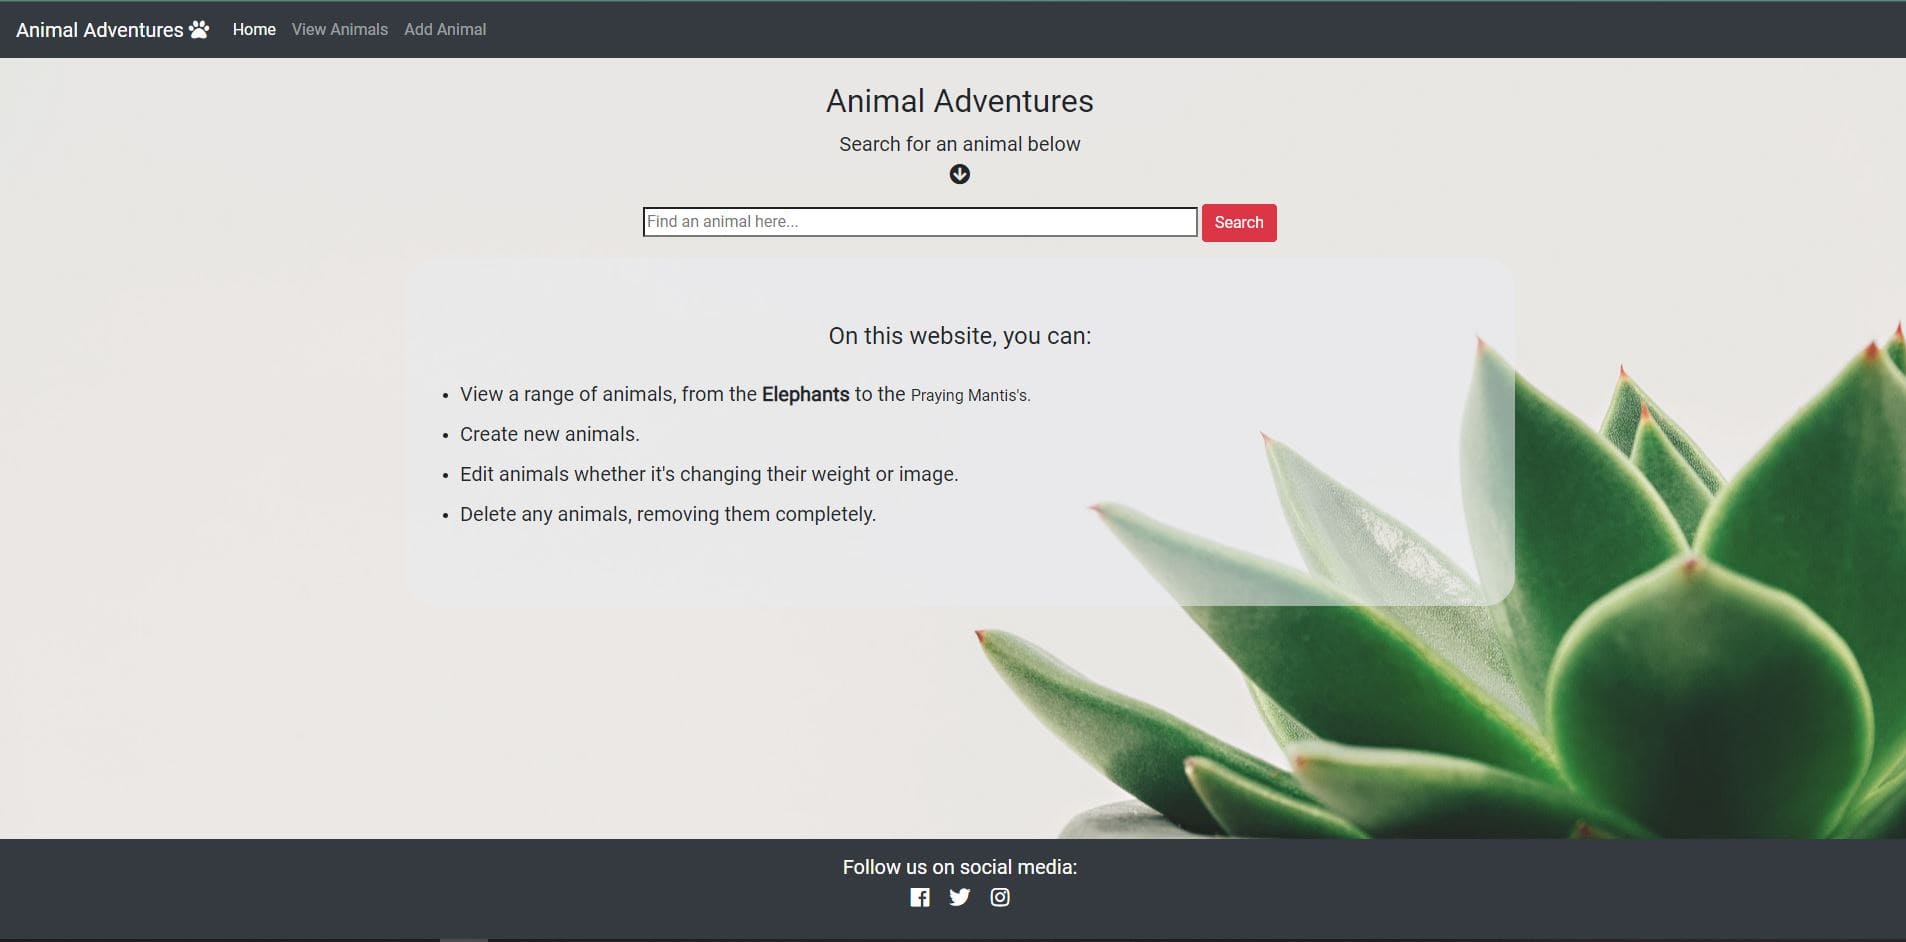 Animal Adventures Home View Animals Add Animal
Animal Adventures
Search for an animal below
Find an animal here... Search
On this website, you can:
View a range of animals, from the Elephants to the Praying Mantis's.
Create new animals.
Edit animals whether it's changing their weight or image.
Delete any animals, removing them completely.
Follow us on social media: